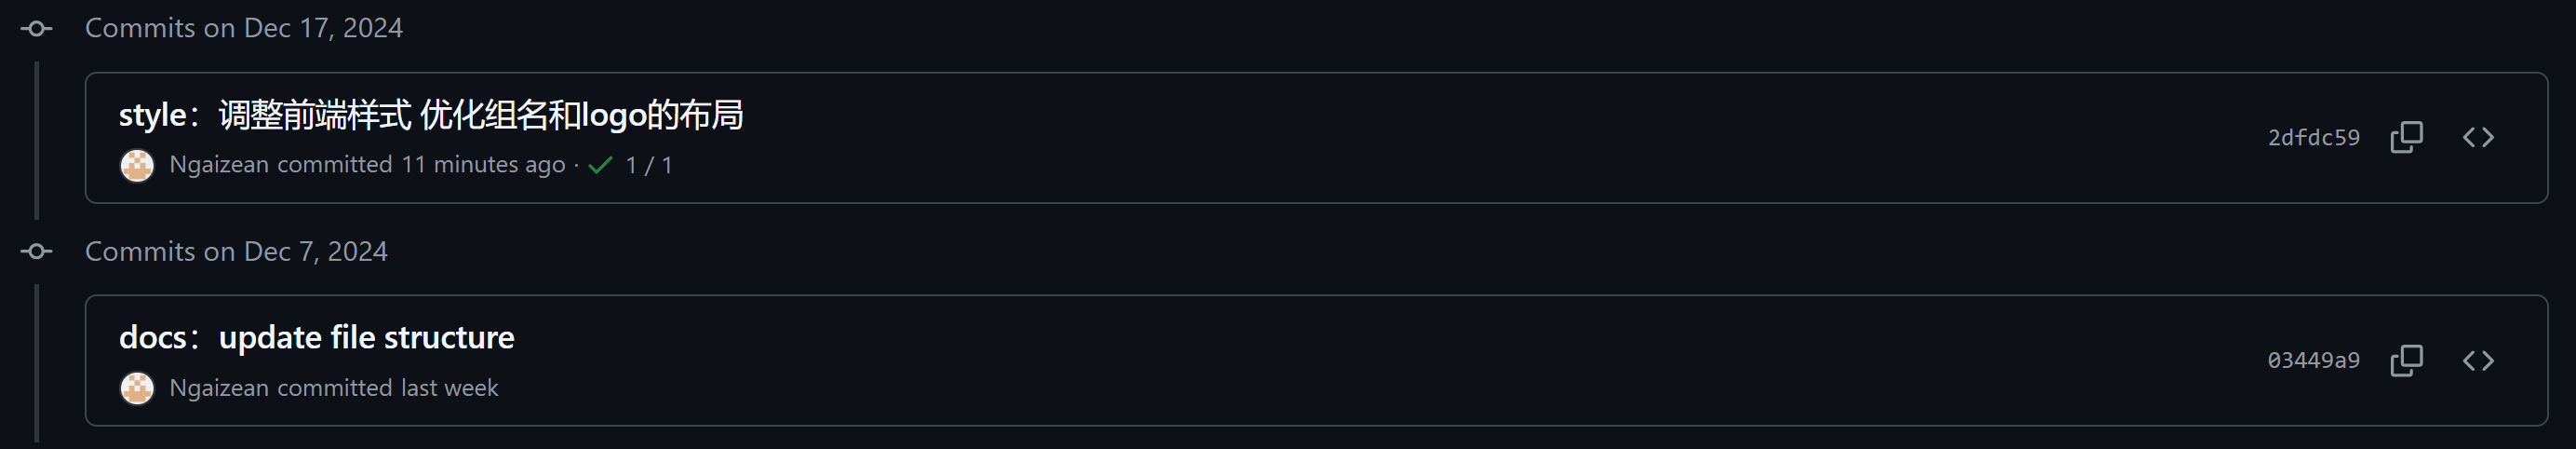 Commits on Dec 17, 2024
style：调整前端样式 优化组名和logo的布局
2dfdc59
Ngaizean committed 11 minutes ago · 1 / 1
Commits on Dec 7, 2024
docs：update file structure
03449a9
Ngaizean committed last week